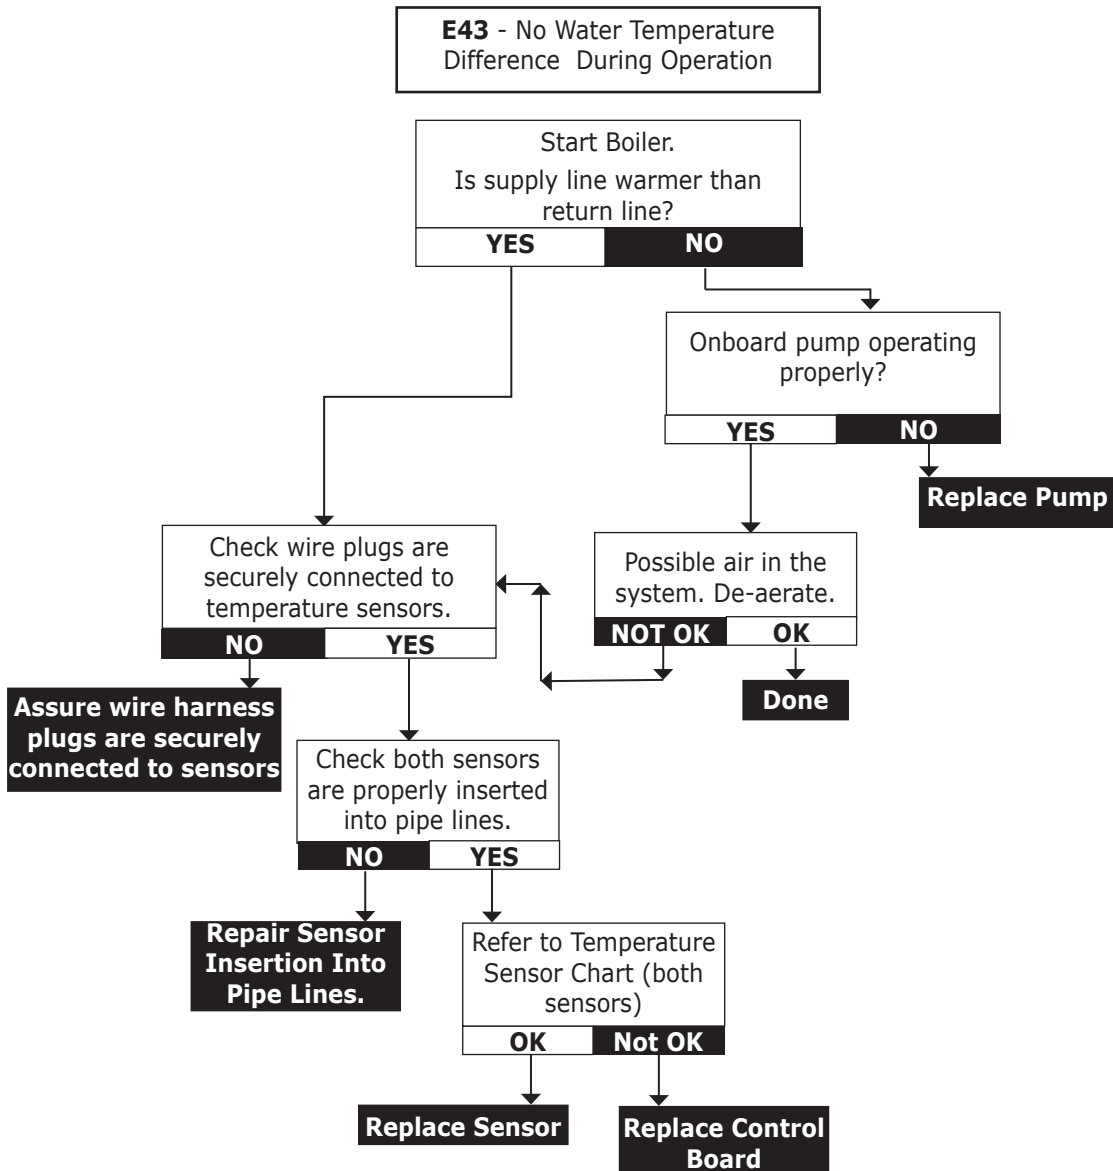 E43 - No Water Temperature
Difference During Operation
Start Boiler.
Is supply line warmer than
return line?
YES
NO
Onboard pump operating
properly?
YES
NO
Replace Pump
Check wire plugs are
securely connected to
temperature sensors.
NO
YES
Possible air in the
system. De-aerate.
NOT OK
OK
Done
Assure wire harness
plugs are securely
connected to sensors
Check both sensors
are properly inserted
into pipe lines.
NO
YES
Repair Sensor
Insertion Into
Pipe Lines.
Refer to Temperature
Sensor Chart (both
sensors)
OK
Not OK
Replace Sensor
Replace Control
Board